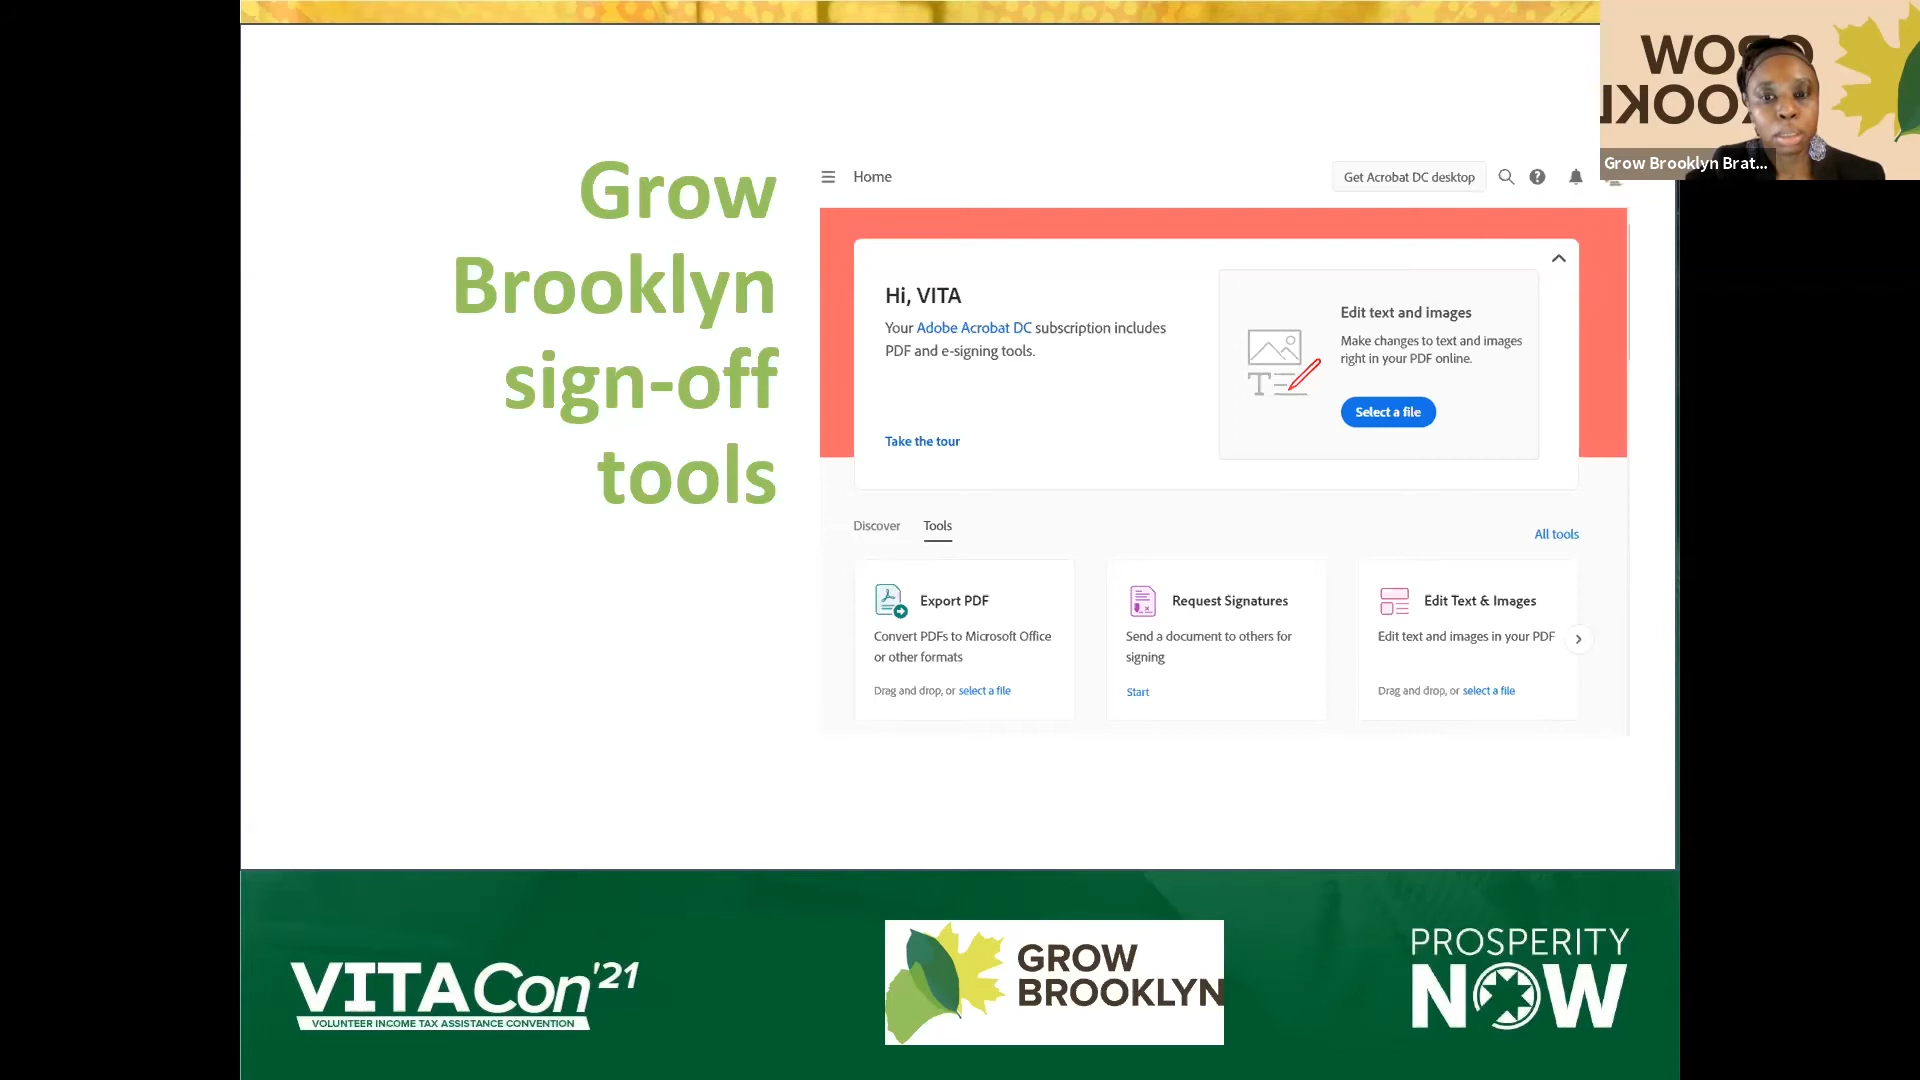 Grow
Brooklyn
sign-off
tools
Home
Get Acrobat DC desktop
Hi, VITA
Your Adobe Acrobat DC subscription includes
PDF and e-signing tools.
Take the tour
Edit text and images
Make changes to text and images
right in your PDF online.
Select a file
Discover
Tools
All tools
Export PDF
Convert PDFs to Microsoft Office
or other formats
Drag and drop, or select a file
Request Signatures
Send a document to others for
signing
Start
Edit Text & Images
Edit text and images in your PDF
Drag and drop, or select a file
Grow Brooklyn Brat...
VITA Con '21
VOLUNTEER INCOME TAX ASSISTANCE CONVENTION
GROW
BROOKLYN
PROSPERITY
NOW